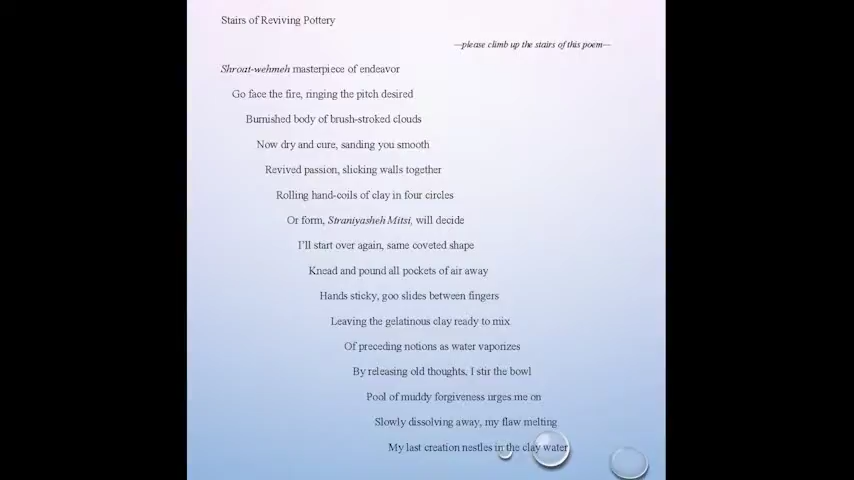 Stairs of Reviving Pottery
—please climb up the stairs of this poem—
Shroat-wehmeh masterpiece of endeavor
Go face the fire, ringing the pitch desired
Burnished body of brush-stroked clouds
Now dry and cure, sanding you smooth
Revived passion, slicking walls together
Rolling hand-coils of clay in four circles
Or form, Straniyasheh Mitsi, will decide
I'll start over again, same coveted shape
Knead and pound all pockets of air away
Hands sticky, goo slides between fingers
Leaving the gelatinous clay ready to mix
Of preceding notions as water vaporizes
By releasing old thoughts, I stir the bowl
Pool of muddy forgiveness urges me on
Slowly dissolving away, my flaw melting
My last creation nestles in the clay water